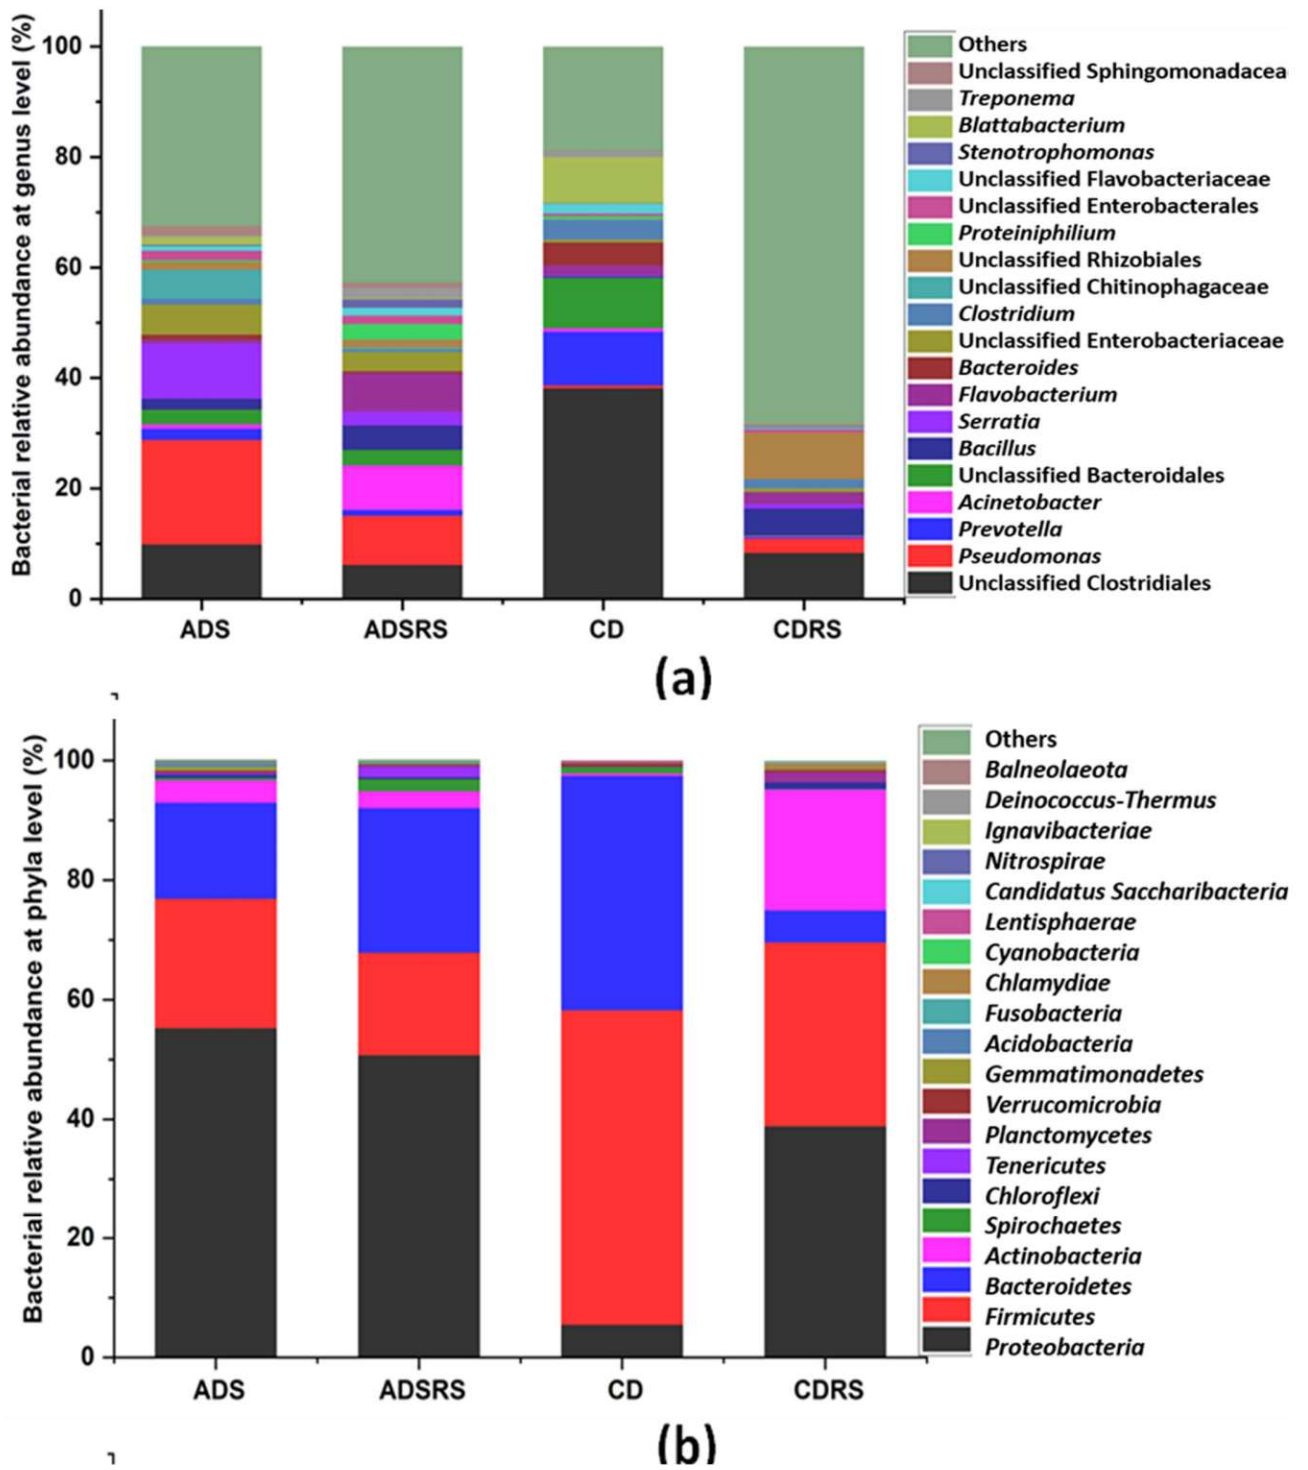 Bacterial relative abundance at genus level (%)
100
80
60
40
20
0
ADS
ADSRS
CD
CDRS
Others
Unclassified Sphingomonadacea
Treponema
Blattabacterium
Stenotrophomonas
Unclassified Flavobacteriaceae
Unclassified Enterobacterales
Proteiniphilium
Unclassified Rhizobiales
Unclassified Chitinophagaceae
Clostridium
Unclassified Enterobacteriaceae
Bacteroides
Flavobacterium
Serratia
Bacillus
Unclassified Bacteroidales
Acinetobacter
Prevotella
Pseudomonas
Unclassified Clostridiales
(a)
Bacterial relative abundance at phyla level (%)
100
80
60
40
20
0
ADS
ADSRS
CD
CDRS
Others
Balneolaeota
Deinococcus-Thermus
Ignavibacteriae
Nitrospirae
Candidatus Saccharibacteria
Lentisphaerae
Cyanobacteria
Chlamydiae
Fusobacteria
Acidobacteria
Gemmatimonadetes
Verrucomicrobia
Planctomycetes
Tenericutes
Chloroflexi
Spirochaetes
Actinobacteria
Bacteroidetes
Firmicutes
Proteobacteria
(b)